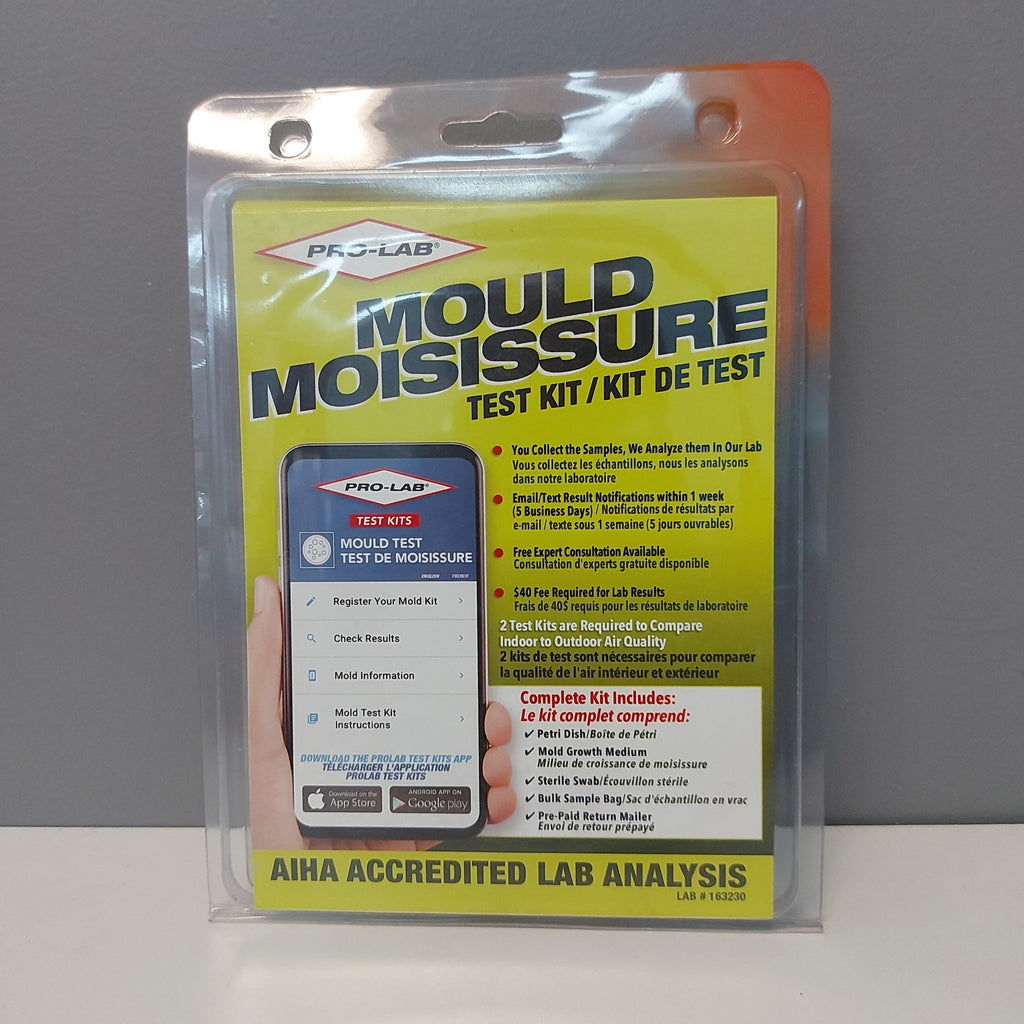 PRO-LAB®
MOULD
MOISISSURE
TEST KIT / KIT DE TEST
You Collect the Samples, We Analyze them In Our Lab
Vous collectez les échantillons, nous les analysons
dans notre laboratoire
Email/Text Result Notifications within 1 week
(5 Business Days) / Notifications de résultats par
e-mail / texte sous 1 semaine (5 jours ouvrables)
Free Expert Consultation Available
Consultation d'experts gratuite disponible
$40 Fee Required for Lab Results
Frais de 40$ requis pour les résultats de laboratoire
2 Test Kits are Required to Compare
Indoor to Outdoor Air Quality
2 kits de test sont nécessaires pour comparer
la qualité de l'air intérieur et extérieur
PRO-LAB®
TEST KITS
MOULD TEST
TEST DE MOISISSURE
ENGLISH FRENCH
Register Your Mold Kit
Check Results
Mold Information
Mold Test Kit
Instructions
DOWNLOAD THE PROLAB TEST KITS APP
TÉLÉCHARGER L'APPLICATION
PROLAB TEST KITS
Download on the
App Store
ANDROID APP ON
Google play
Complete Kit Includes:
Le kit complet comprend:
✓ Petri Dish/Boîte de Pétri
✓ Mold Growth Medium
Milieu de croissance de moisissure
✓ Sterile Swab/Écouvillon stérile
✓ Bulk Sample Bag/Sac d'échantillon en vrac
✓ Pre-Paid Return Mailer
Envoi de retour prépayé
AIHA ACCREDITED LAB ANALYSIS
LAB # 163230